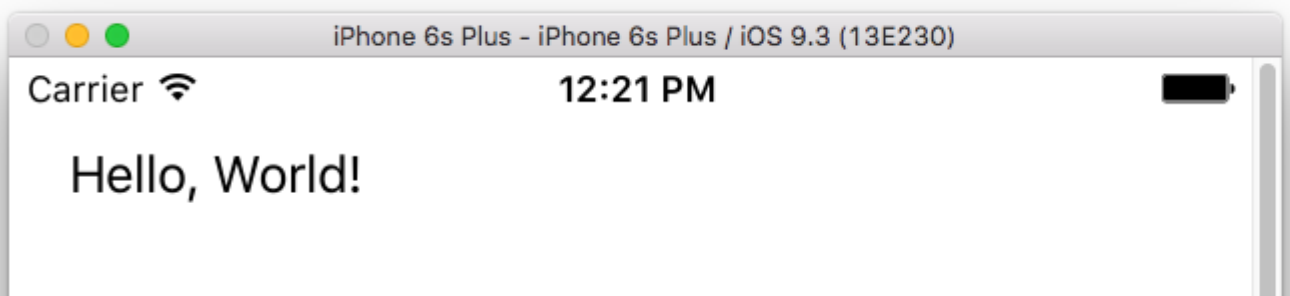 iPhone 6s Plus - iPhone 6s Plus / iOS 9.3 (13E230)
Carrier 12:21 PM
Hello, World!